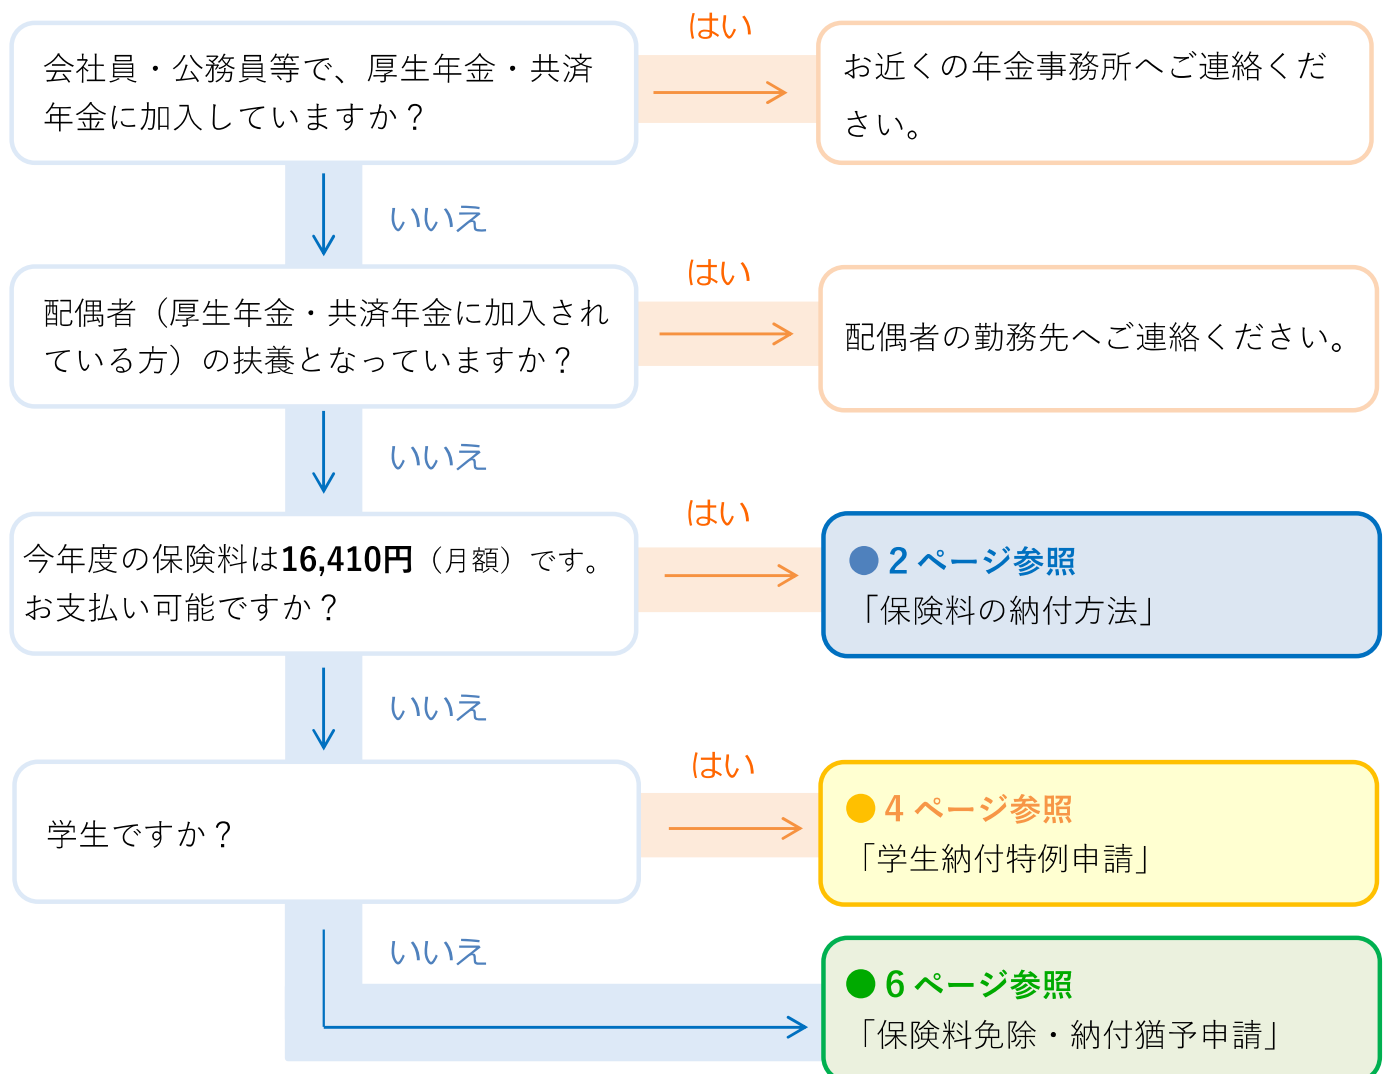 会社員・公務員等で、厚生年金・共済
年金に加入していますか？
はい
お近くの年金事務所へご連絡くだ
さい。
いいえ
配偶者（厚生年金・共済年金に加入され
ている方）の扶養となっていますか？
はい
配偶者の勤務先へご連絡ください。
いいえ
今年度の保険料は16,410円（月額）です。
お支払い可能ですか？
はい
●２ページ参照
「保険料の納付方法」
いいえ
学生ですか？
はい
●４ページ参照
「学生納付特例申請」
いいえ
●６ページ参照
「保険料免除・納付猶予申請」